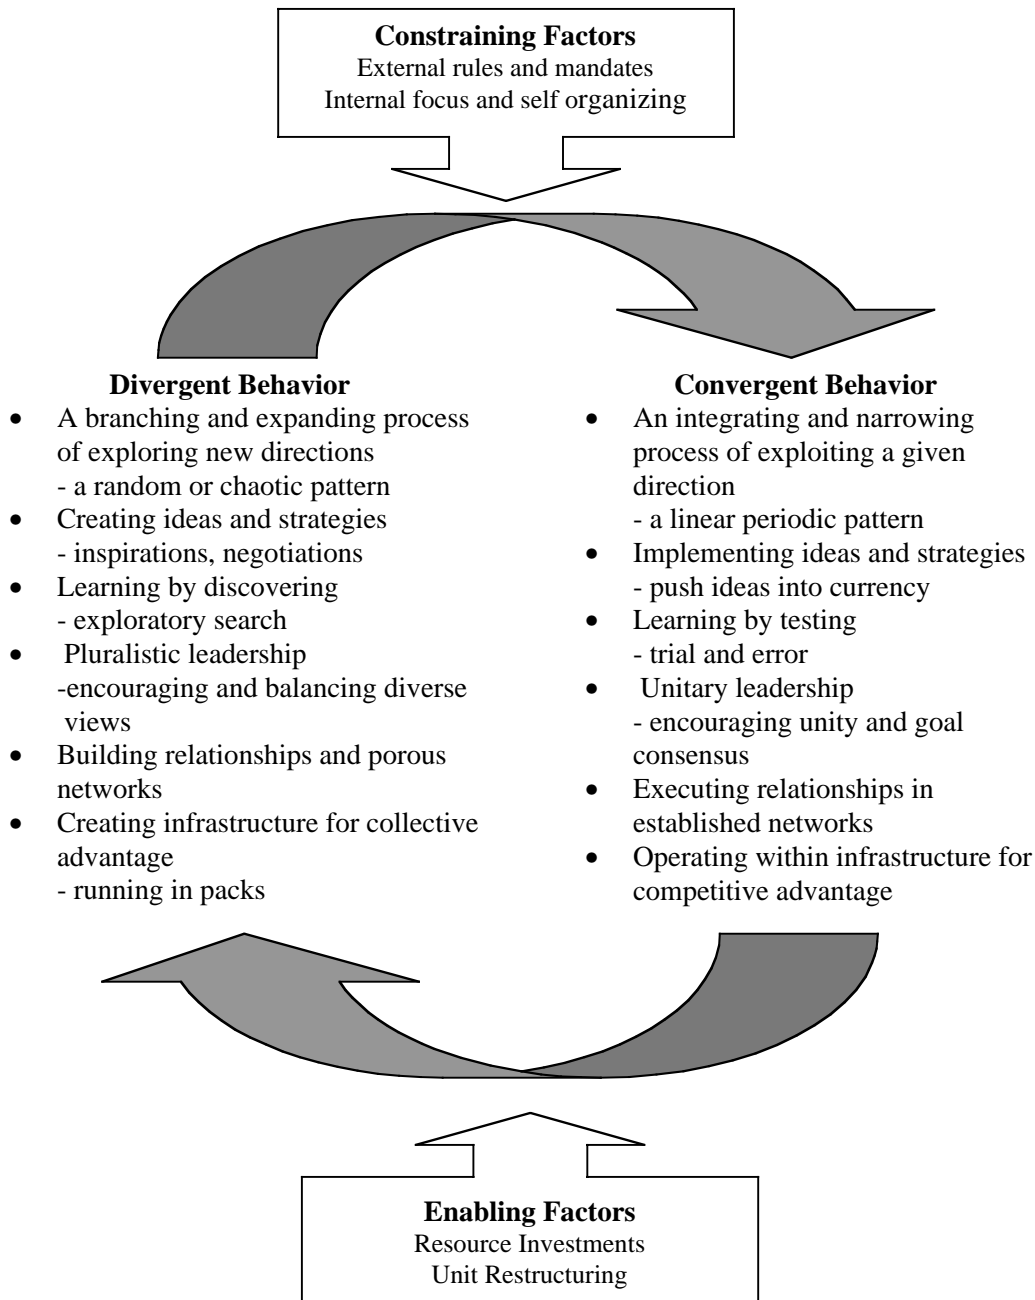 Constraining Factors
External rules and mandates
Internal focus and self organizing
Divergent Behavior
• A branching and expanding process
of exploring new directions
- a random or chaotic pattern
• Creating ideas and strategies
- inspirations, negotiations
• Learning by discovering
- exploratory search
• Pluralistic leadership
-encouraging and balancing diverse
views
• Building relationships and porous
networks
• Creating infrastructure for collective
advantage
- running in packs
Convergent Behavior
• An integrating and narrowing
process of exploiting a given
direction
- a linear periodic pattern
• Implementing ideas and strategies
- push ideas into currency
• Learning by testing
- trial and error
• Unitary leadership
- encouraging unity and goal
consensus
• Executing relationships in
established networks
• Operating within infrastructure for
competitive advantage
Enabling Factors
Resource Investments
Unit Restructuring